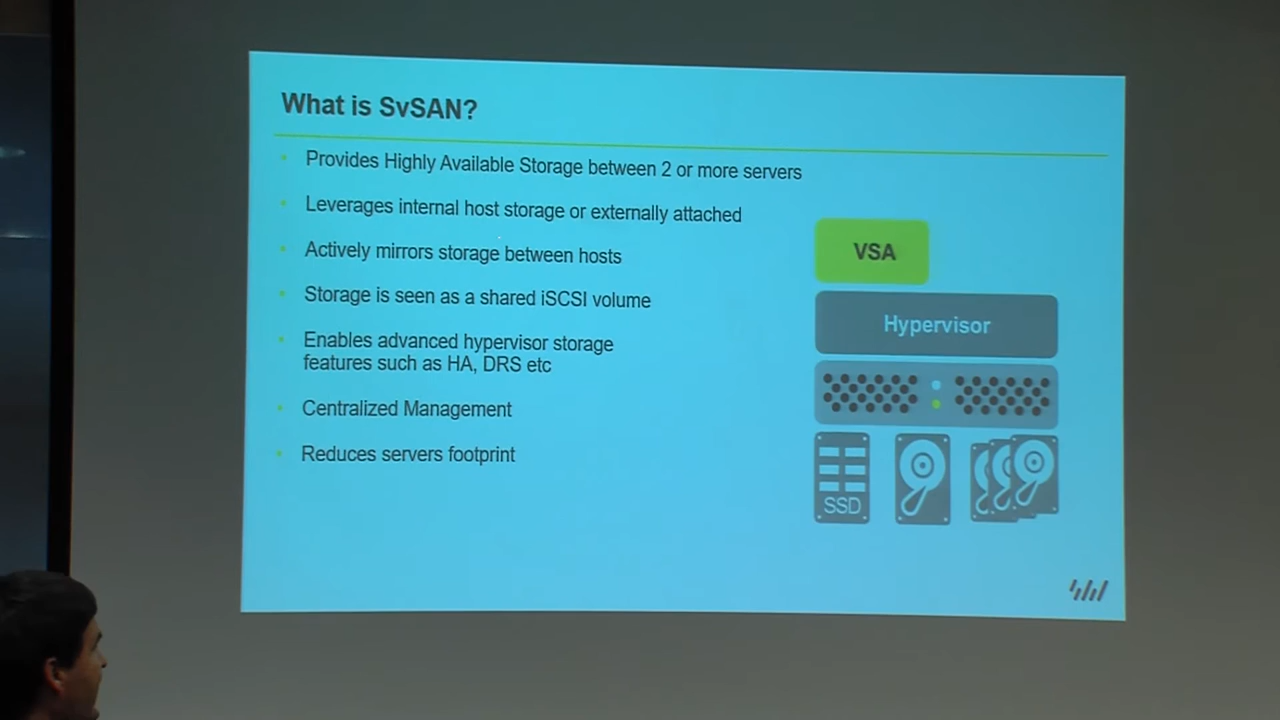 What is SvSAN?
Provides Highly Available Storage between 2 or more servers
Leverages internal host storage or externally attached
Actively mirrors storage between hosts
Storage is seen as a shared iSCSI volume
Enables advanced hypervisor storage
features such as HA, DRS etc
Centralized Management
Reduces servers footprint
VSA
Hypervisor
SSD